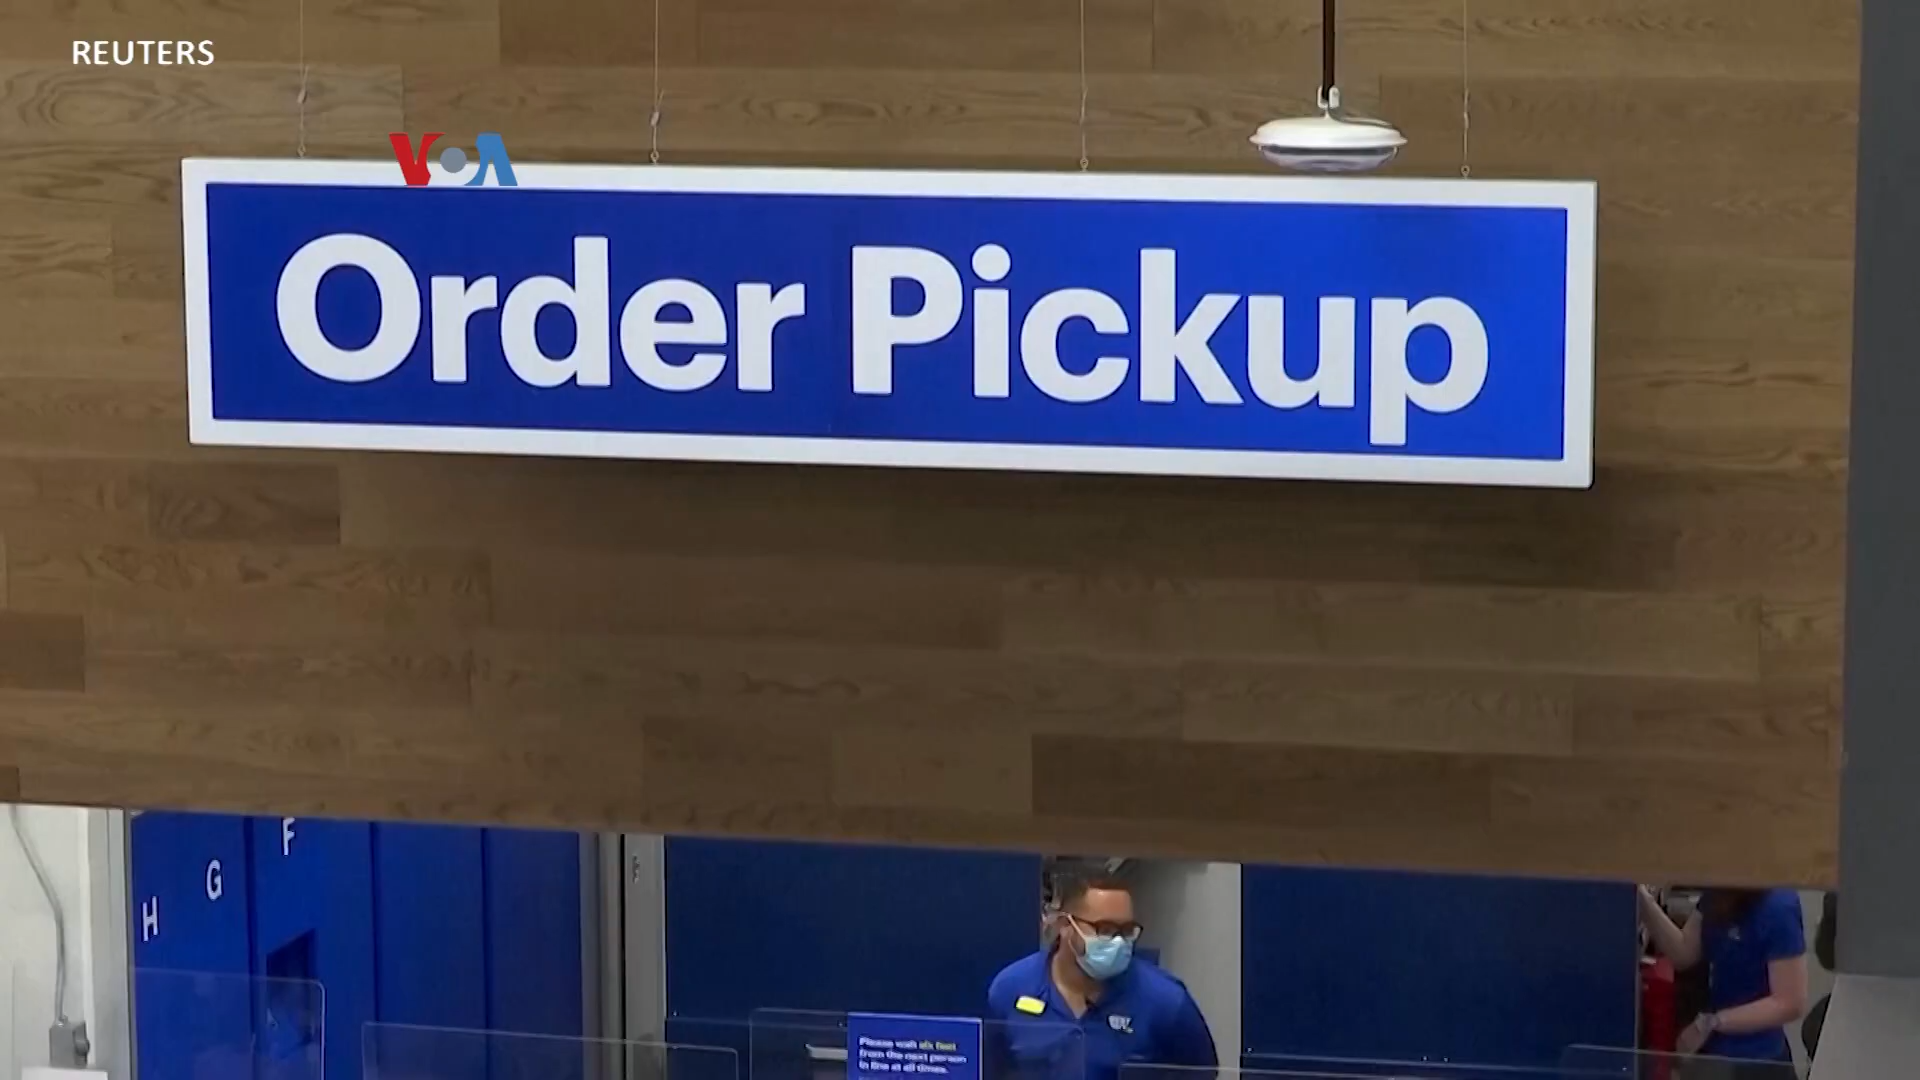 REUTERS
VOA
Order Pickup
F
G
H
Please wait six feet
from the next person
in line at all times.